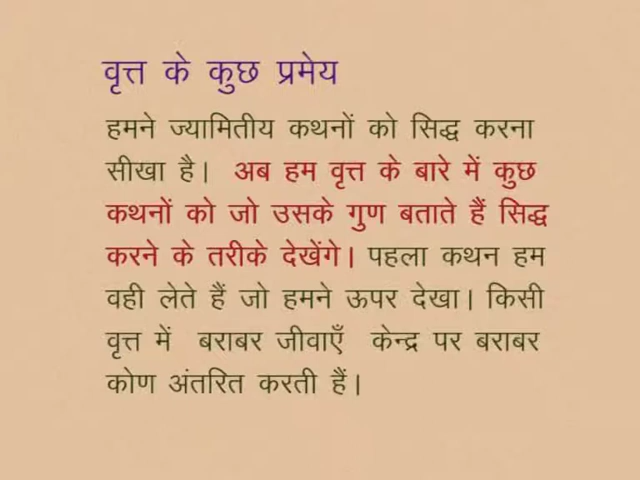 वृत्त के कुछ प्रमेय
हमने ज्यामितीय कथनों को सिद्ध करना
सीखा है। अब हम वृत्त के बारे में कुछ
कथनों को जो उसके गुण बताते हैं सिद्ध
करने के तरीके देखेंगे। पहला कथन हम
वही लेते हैं जो हमने ऊपर देखा। किसी
वृत्त में बराबर जीवाएँ केन्द्र पर बराबर
कोण अंतरित करती हैं।